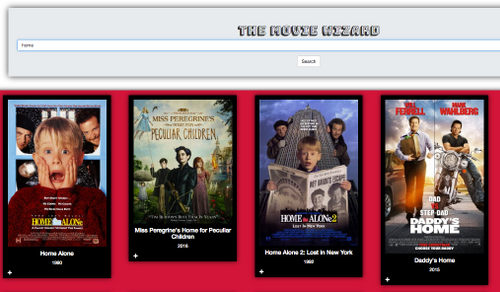 THE MOVIE WIZARD
home
Search
HOME ALONe
Home Alone
1990
+
MISS PEREGRINE'S
PECULIAR CHILDREN
Miss Peregrine's Home for Peculiar
Children
2016
+
HOME ALONe 2
LOST IN NEW YORK
Home Alone 2: Lost in New York
1992
+
WILL
FERRELL
MARK
WAHLBERG
DAD
VS.
STEP-DAD
DADDY'S
HOME
Daddy's Home
2015
+